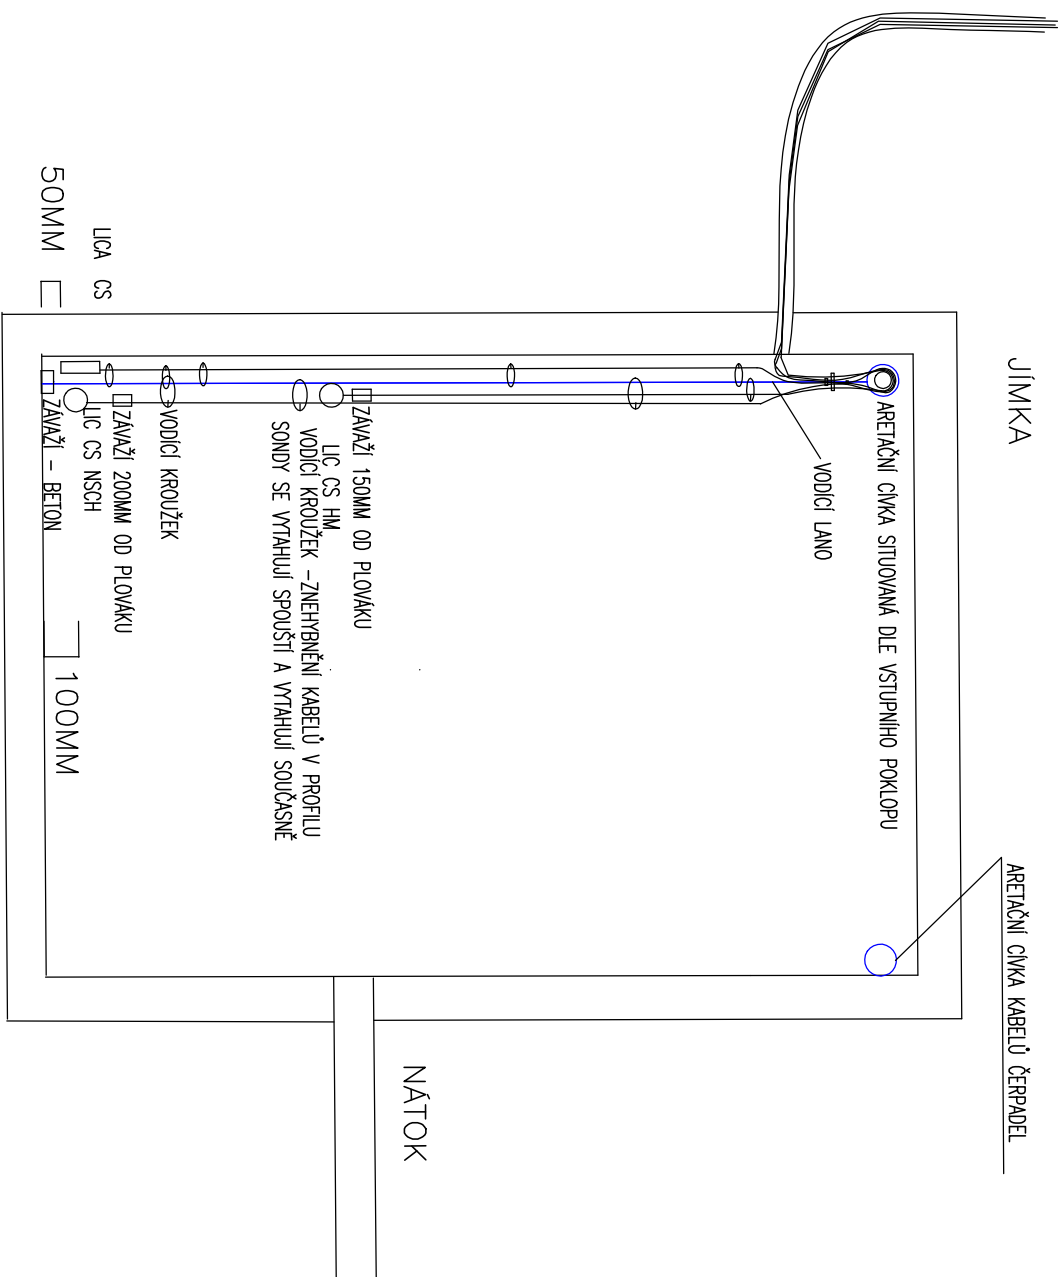 JÍMKA
ARETAČNÍ CÍVKA KABELŮ ČERPADEL
ARETAČNÍ CÍVKA SITUOVANÁ DLE VSTUPNÍHO POKLOPU
VODÍCÍ LANO
NÁTOK
ZÁVAŽÍ 150MM OD PLOVÁKU
LIC CS HM
VODÍCÍ KROUŽEK -ZNEHYBNĚNÍ KABELŮ V PROFILU
SONDY SE VYTAHUJÍ SPOUŠTÍ A VYTAHUJÍ SOUČASNĚ
VODÍCÍ KROUŽEK
ZÁVAŽÍ 200MM OD PLOVÁKU
LICA CS
LIC CS NSCH
ZÁVAŽÍ - BETON
50MM
100MM